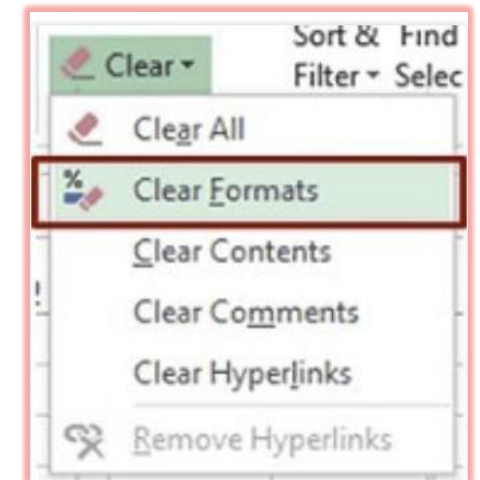 Clear
Sort & Find
Filter Selec
Clear All
Clear Formats
Clear Contents
Clear Comments
Clear Hyperlinks
Remove Hyperlinks